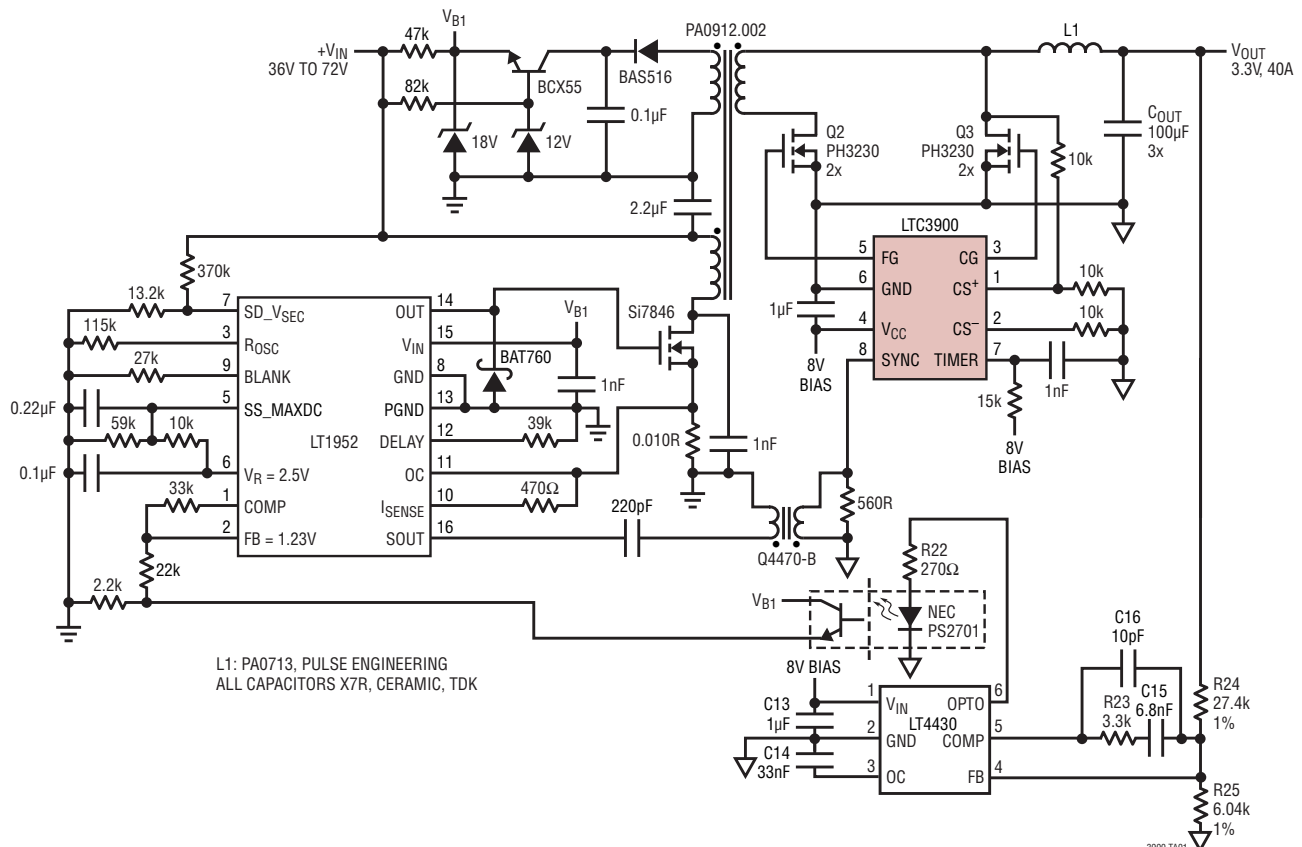 +VIN
36V TO 72V
47k
VB1
82k
BCX55
BAS516
18V
12V
0.1µF
PA0912.002
L1
VOUT
3.3V, 40A
COUT
100µF
3x
Q2
PH3230
2x
Q3
PH3230
2x
10k
2.2µF
LTC3900
5 FG CG 3
6 GND CS+ 1
4 VCC CS– 2
8 SYNC TIMER 7
1µF
8V
BIAS
10k
10k
1nF
15k
8V
BIAS
370k
13.2k
115k
27k
0.22µF
59k
10k
0.1µF
33k
22k
2.2k
LT1952
7 SD_VSEC OUT 14
3 ROSC VIN 15
9 BLANK GND 8
5 SS_MAXDC PGND 13
DELAY 12
6 VR = 2.5V OC 11
1 COMP ISENSE 10
2 FB = 1.23V SOUT 16
Si7846
VB1
BAT760
1nF
39k
470Ω
0.010R
1nF
220pF
Q4470-B
560R
R22
270Ω
VB1
NEC
PS2701
L1: PA0713, PULSE ENGINEERING
ALL CAPACITORS X7R, CERAMIC, TDK
8V BIAS
C13
1µF
C14
33nF
LT4430
1 VIN OPTO 6
2 GND COMP 5
3 OC FB 4
C16
10pF
R23
3.3k
C15
6.8nF
R24
27.4k
1%
R25
6.04k
1%
3900 TA01